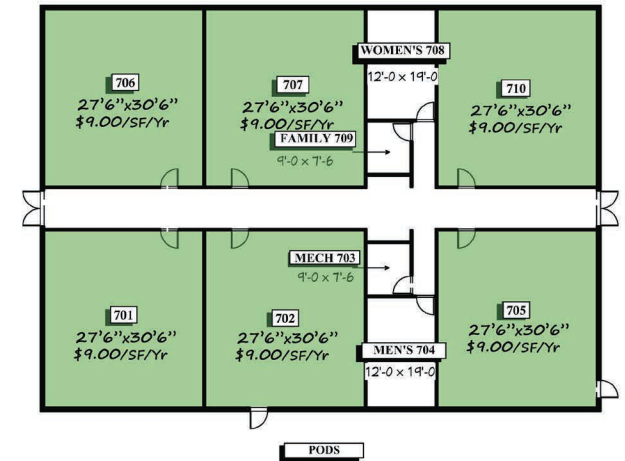 706
27'6"x30'6"
$9.00/SF/Yr
707
27'6"x30'6"
$9.00/SF/Yr
WOMEN'S 708
12'-0 x 19'-0
710
27'6"x30'6"
$9.00/SF/Yr
FAMILY 709
9'-0 x 7'-6
MECH 703
9'-0 x 7'-6
701
27'6"x30'6"
$9.00/SF/Yr
702
27'6"x30'6"
$9.00/SF/Yr
MEN'S 704
12'-0 x 19'-0
705
27'6"x30'6"
$9.00/SF/Yr
PODS